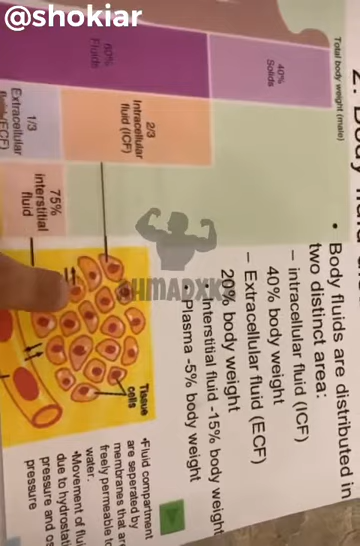 @shokiar
2. Body
• Body fluids are distributed in
two distinct area:
– intracellular fluid (ICF)
40% body weight
– Extracellular fluid (ECF)
20% body weight
• Interstitial fluid -15% body weight
• Plasma -5% body weight
Total body weight (male)
40%
Solids
60%
Fluids
2/3
Intracellular
fluid (ICF)
1/3
Extracellular
fluid(ECF)
75%
interstitial
fluid
Tissue
cells
•Fluid compartment
are seperated by
membranes that are
freely permeable to
water.
•Movement of
due to
pressure and
pressure